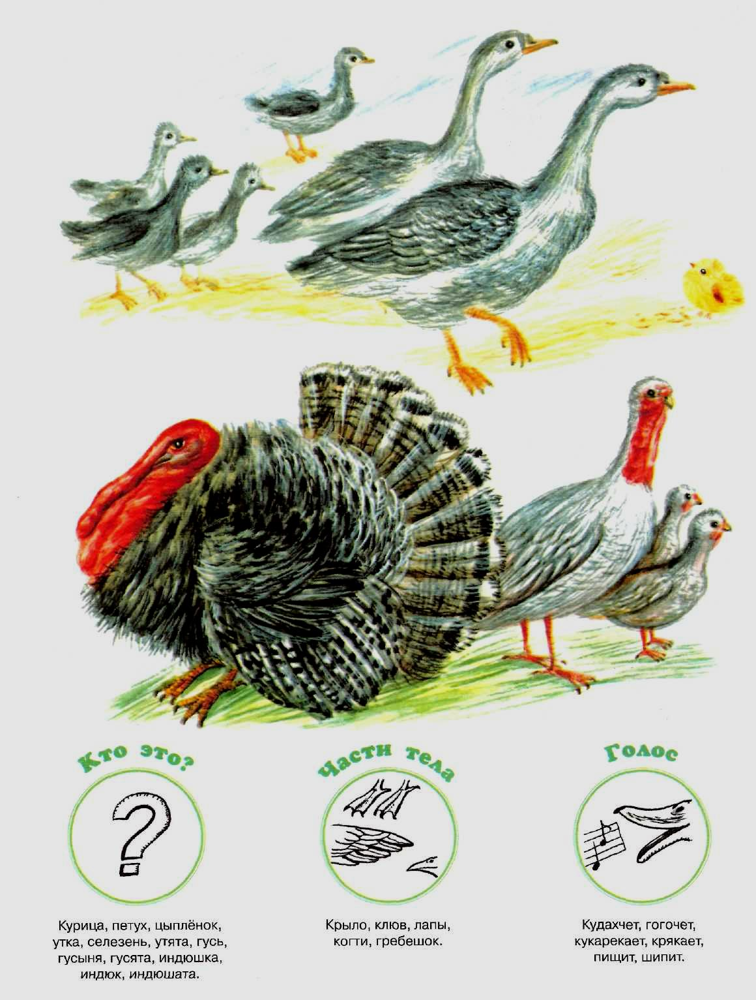 Кто это?
Части тела
Голос
Курица, петух, цыплёнок,
утка, селезень, утята, гусь,
гусыня, гусята, индюшка,
индюк, индюшата.
Крыло, клюв, лапы,
когти, гребешок.
Кудахчет, гогочет,
кукарекает, крякает,
пищит, шипит.